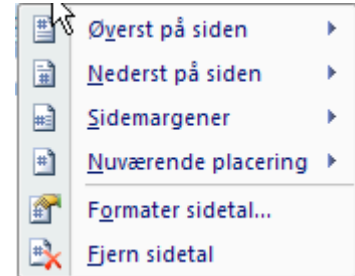 Øverst på siden
Nederst på siden
Sidemargener
Nuværende placering
Formater sidetal...
Fjern sidetal